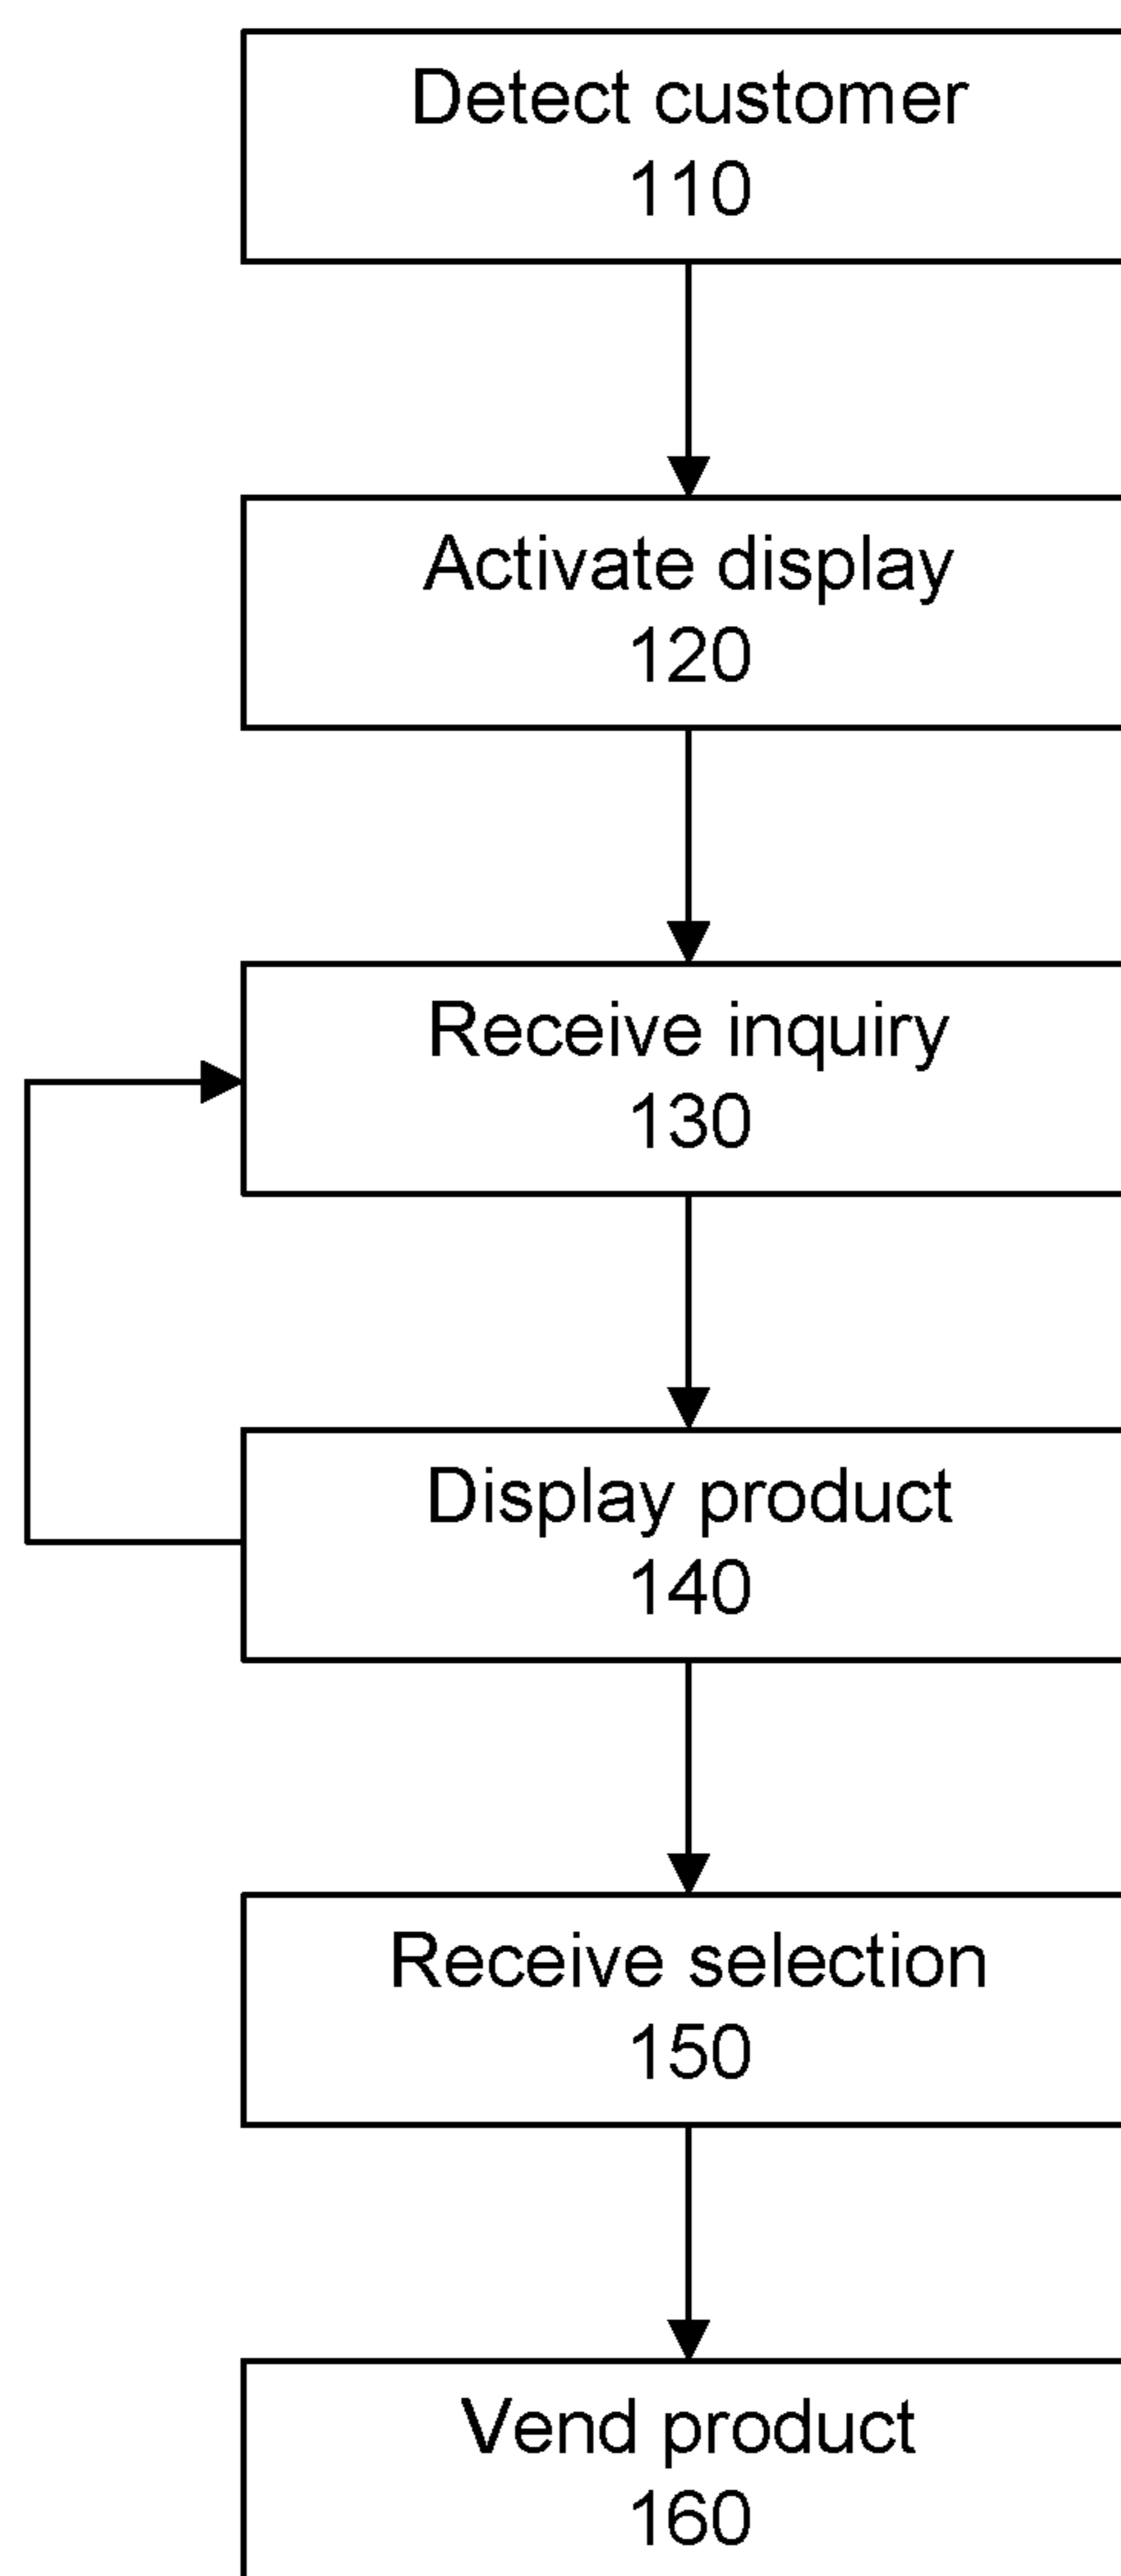 Detect customer
110
Activate display
120
Receive inquiry
130
Display product
140
Receive selection
150
Vend product
160